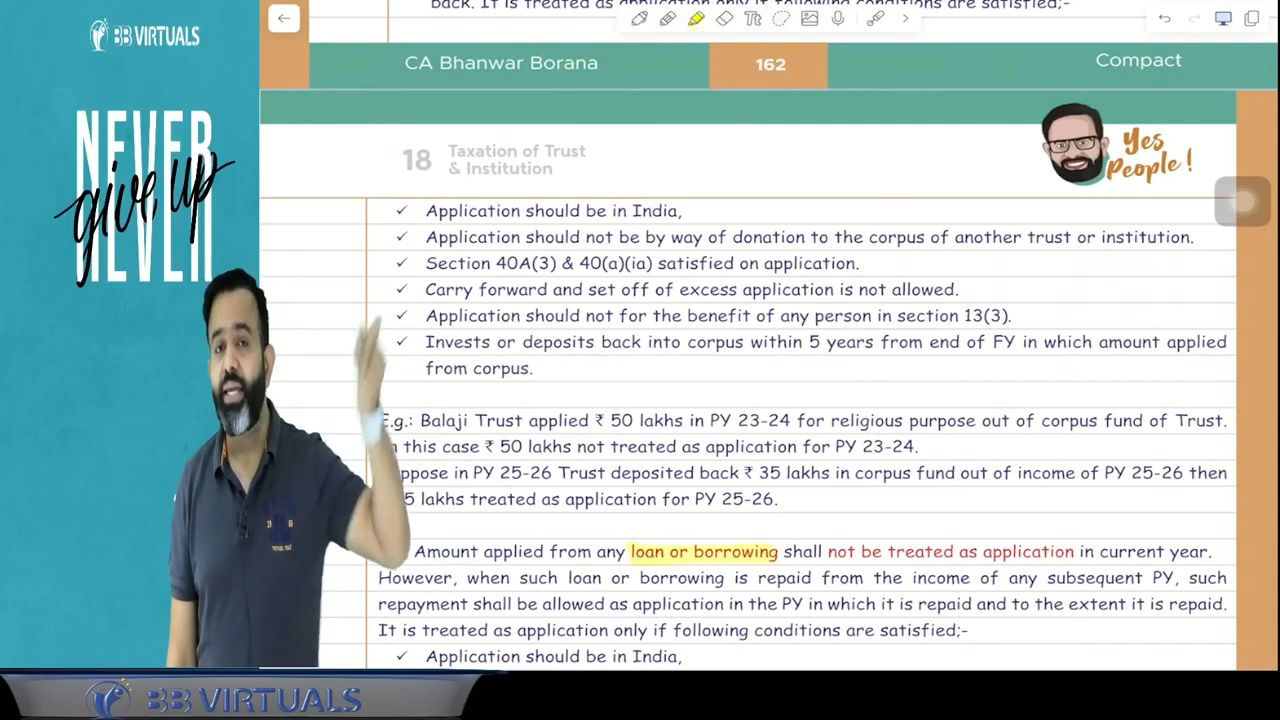 back. It is treated as application only if following conditions are satisfied;-
BB VIRTUALS
CA Bhanwar Borana
162
Compact
NEVER
give up
NEVER
18
Taxation of Trust
& Institution
Yes
People !
✓ Application should be in India,
✓ Application should not be by way of donation to the corpus of another trust or institution.
✓ Section 40A(3) & 40(a)(ia) satisfied on application.
✓ Carry forward and set off of excess application is not allowed.
✓ Application should not for the benefit of any person in section 13(3).
✓ Invests or deposits back into corpus within 5 years from end of FY in which amount applied
from corpus.
E.g.: Balaji Trust applied ₹ 50 lakhs in PY 23-24 for religious purpose out of corpus fund of Trust.
this case ₹ 50 lakhs not treated as application for PY 23-24.
in PY 25-26 Trust deposited back ₹ 35 lakhs in corpus fund out of income of PY 25-26 then
5 lakhs treated as application for PY 25-26.
Amount applied from any loan or borrowing shall not be treated as application in current year.
However, when such loan or borrowing is repaid from the income of any subsequent PY, such
repayment shall be allowed as application in the PY in which it is repaid and to the extent it is repaid.
It is treated as application only if following conditions are satisfied;-
✓ Application should be in India,
BB VIRTUALS